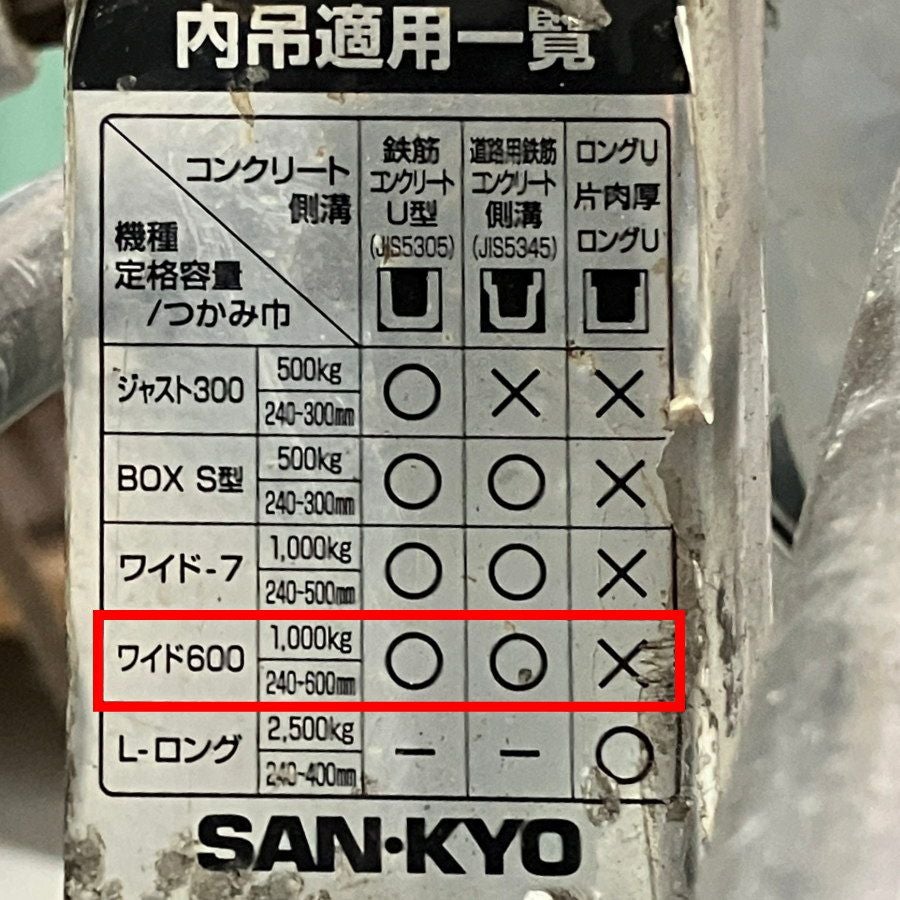 内吊適用一覧
コンクリート
側溝
機種
定格容量
/つかみ巾
鉄筋
コンクリート
U型
(JIS5305)
道路用鉄筋
コンクリート
側溝
(JIS5345)
ロングU
片肉厚
ロングU
ジャスト300 500kg ○ × ×
240-300mm
BOX S型 500kg ○ ○ ×
240-300mm
ワイド-7 1,000kg ○ ○ ×
240-500mm
ワイド600 1,000kg ○ ○ ×
240-600mm
L-ロング 2,500kg － － ○
240-400mm
SAN・KYO